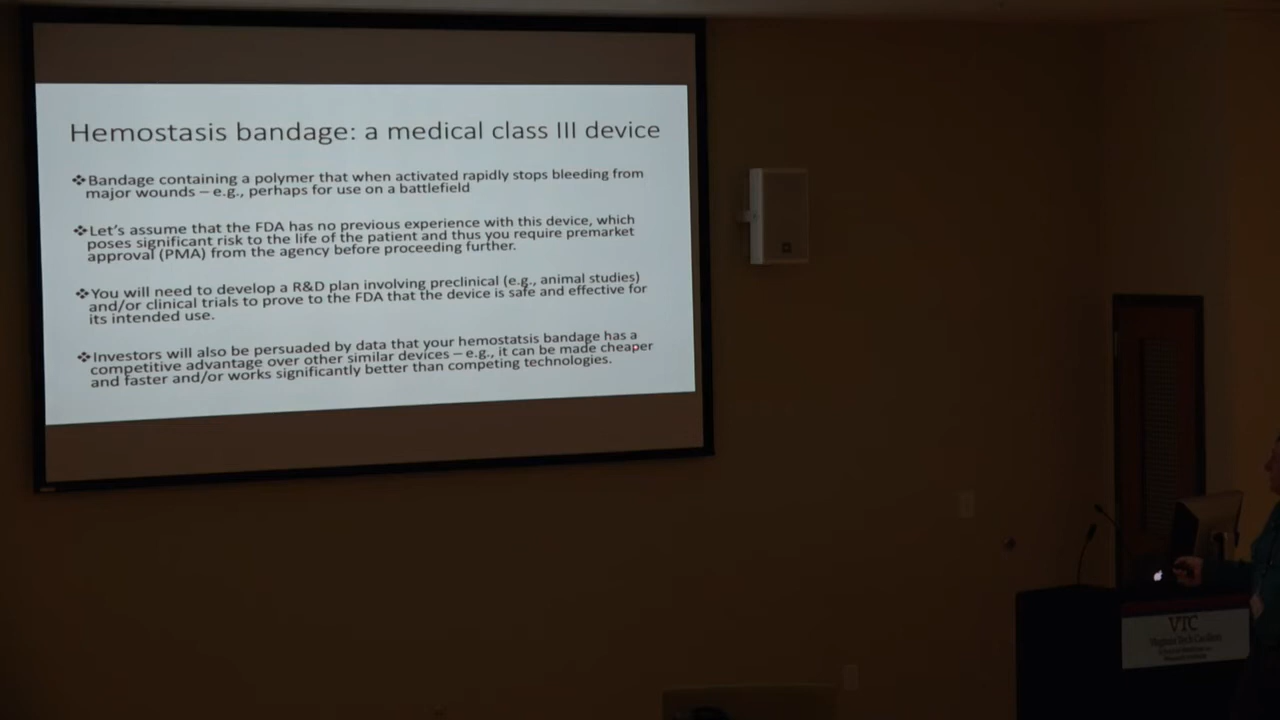 Hemostasis bandage: a medical class III device
❖Bandage containing a polymer that when activated rapidly stops bleeding from
major wounds – e.g., perhaps for use on a battlefield
❖Let's assume that the FDA has no previous experience with this device, which
poses significant risk to the life of the patient and thus you require premarket
approval (PMA) from the agency before proceeding further.
❖You will need to develop a R&D plan involving preclinical (e.g., animal studies)
and/or clinical trials to prove to the FDA that the device is safe and effective for
its intended use.
❖Investors will also be persuaded by data that your hemostatsis bandage has a
competitive advantage over other similar devices – e.g., it can be made cheaper
and faster and/or works significantly better than competing technologies.
VTC
Virginia Tech Carilion